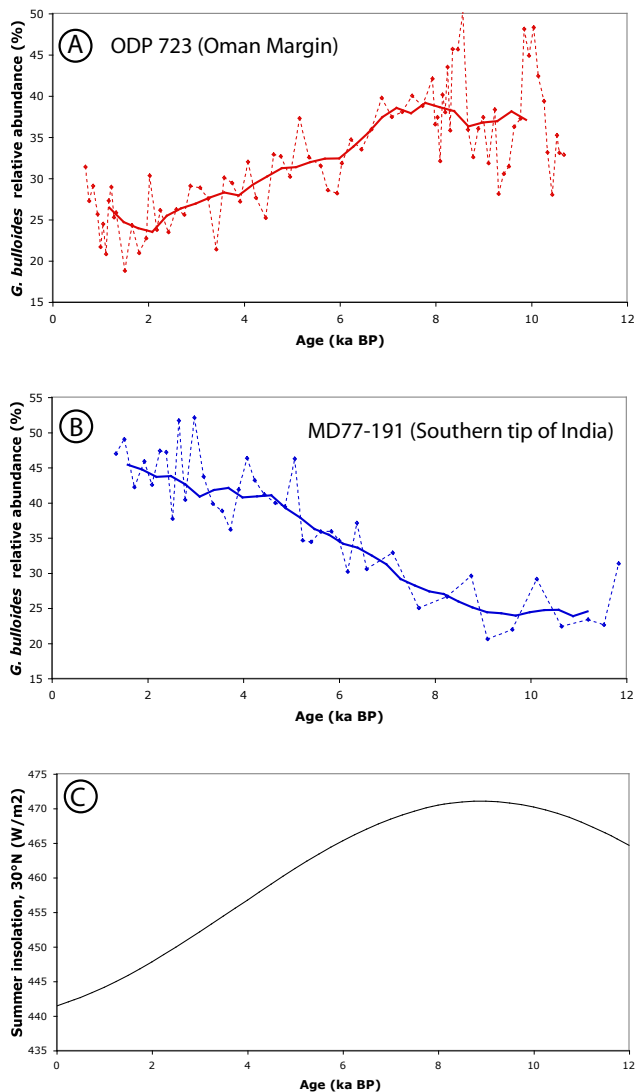 A
ODP 723 (Oman Margin)
G. bulloides relative abundance (%)
50
45
40
35
30
25
20
15
0 2 4 6 8 10 12
Age (ka BP)
B
MD77-191 (Southern tip of India)
G. bulloides relative abundance (%)
55
50
45
40
35
30
25
20
15
0 2 4 6 8 10 12
Age (ka BP)
C
Summer insolation, 30°N (W/m2)
475
470
465
460
455
450
445
440
435
0 2 4 6 8 10 12
Age (ka BP)